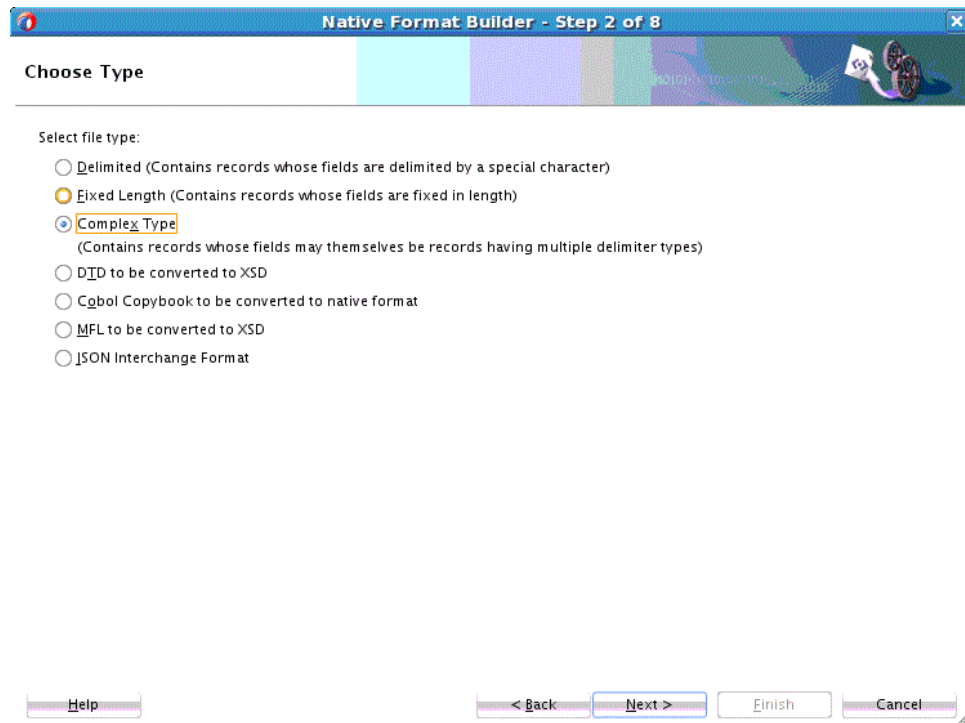 Native Format Builder - Step 2 of 8
Choose Type
Select file type:
Delimited (Contains records whose fields are delimited by a special character)
Fixed Length (Contains records whose fields are fixed in length)
Complex Type
(Contains records whose fields may themselves be records having multiple delimiter types)
DTD to be converted to XSD
Cobol Copybook to be converted to native format
MFL to be converted to XSD
JSON Interchange Format
Help
< Back
Next >
Finish
Cancel